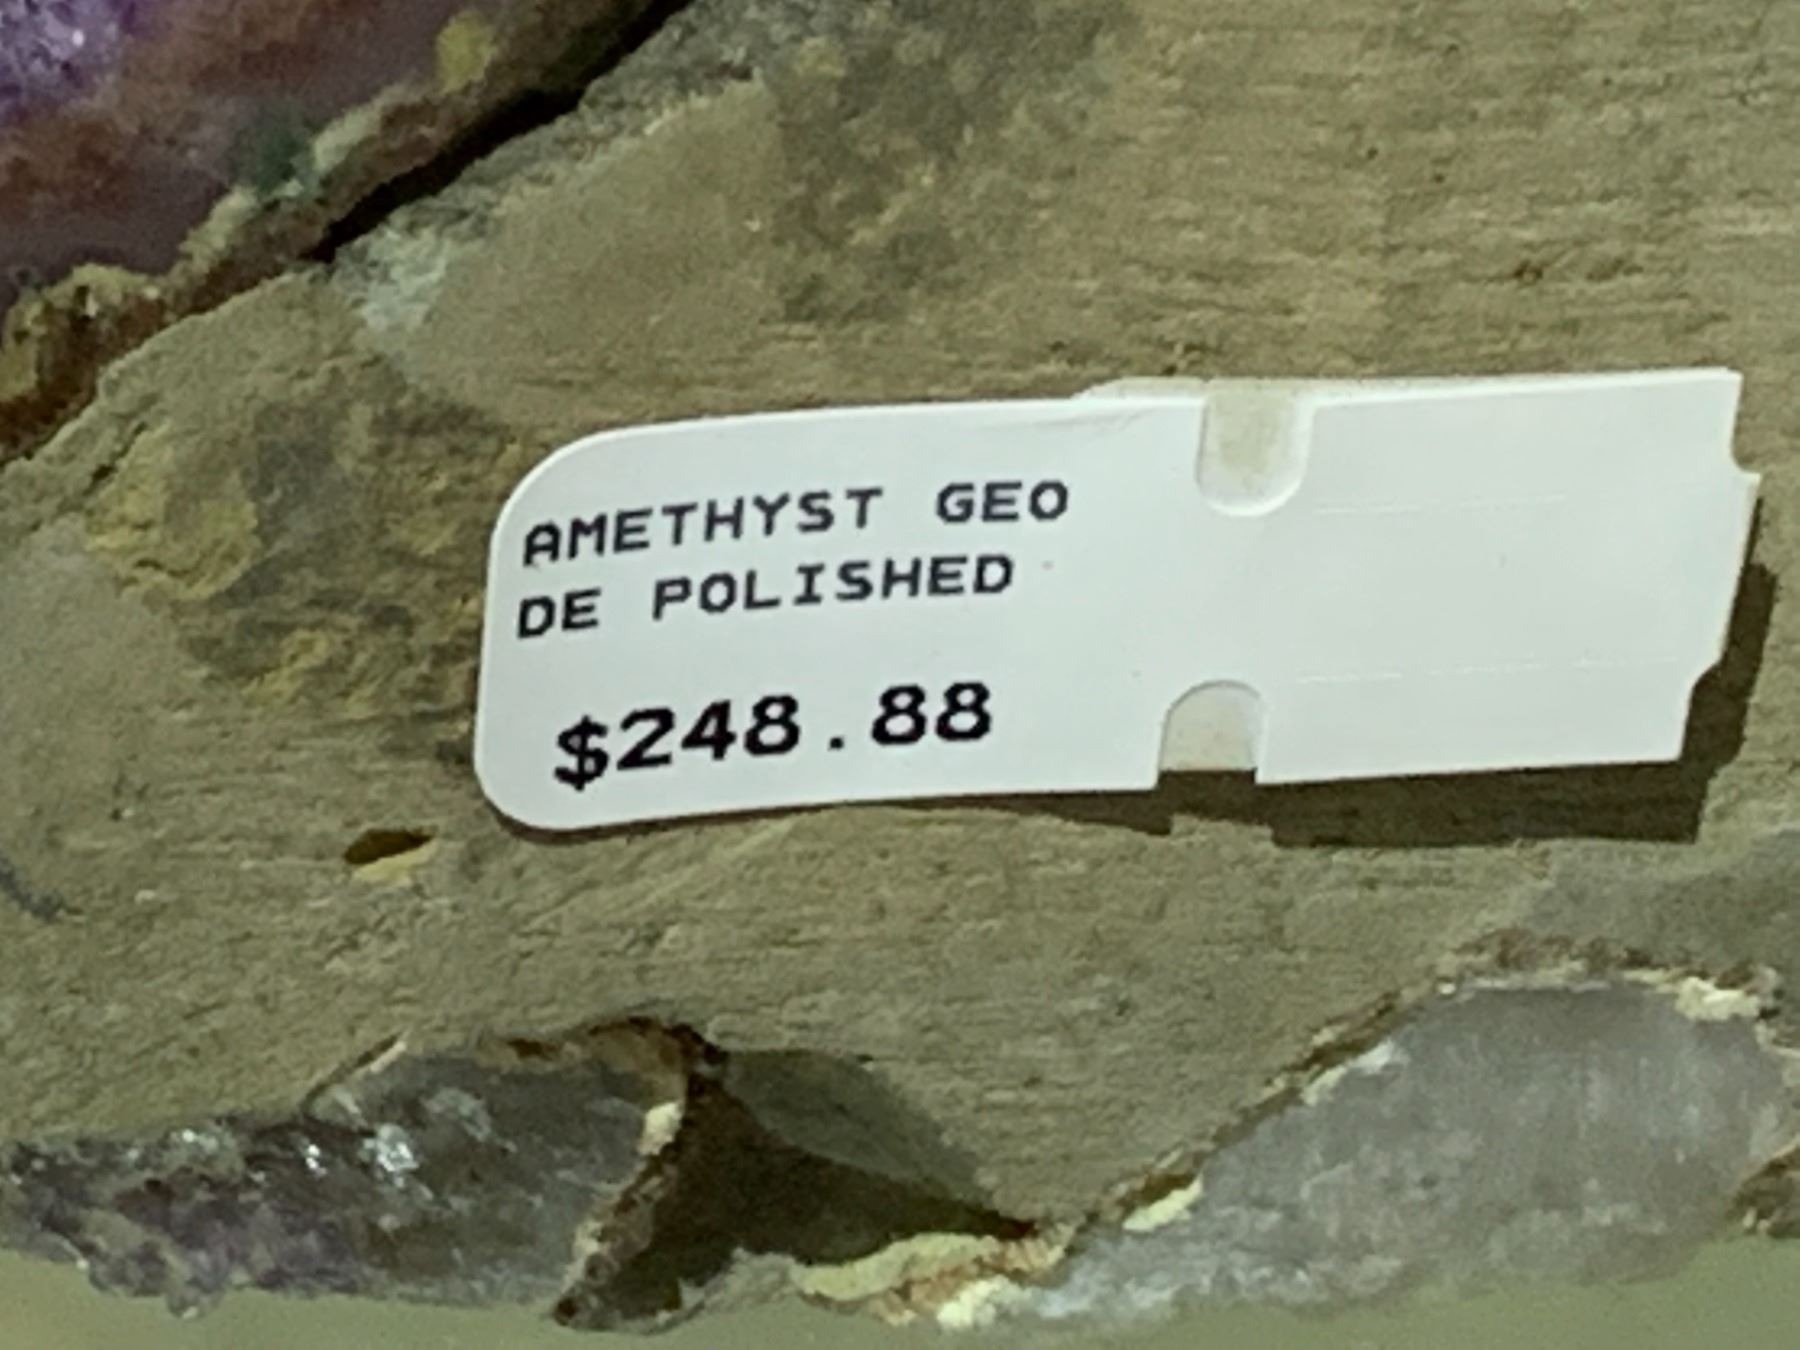 AMETHYST GEO
DE POLISHED
$248.88